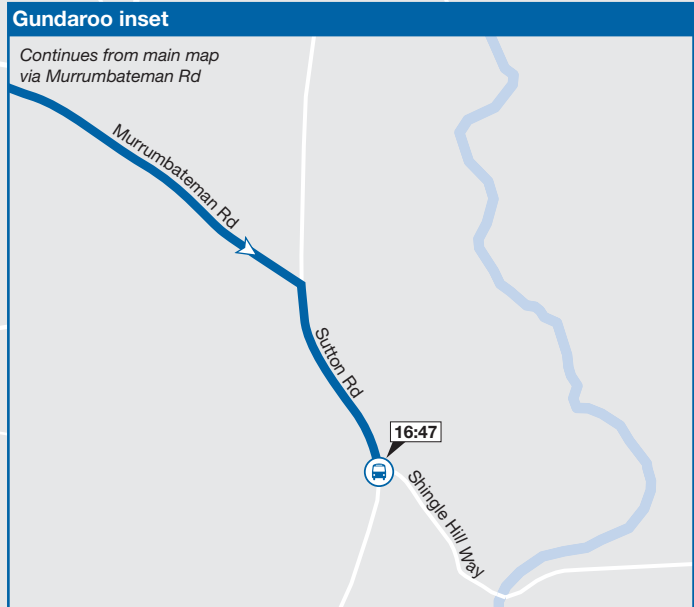 Gundaroo inset
Continues from main map
via Murrumbateman Rd
Murrumbateman Rd
Sutton Rd
16:47
Shingle Hill Way